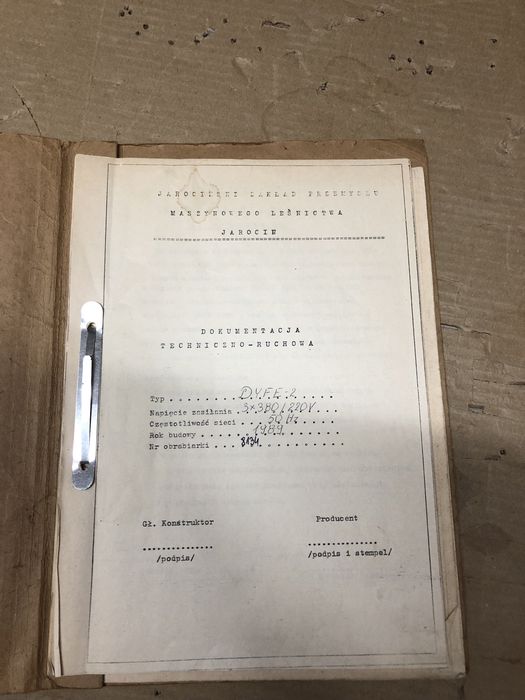 JAROCIŃSKI ZAKŁAD PRZEMYSŁU
MASZYNOWEGO LEŚNICTWA
JAROCIN
DOKUMENTACJA
TECHNICZNO-RUCHOWA
Typ . . . . . . . . D.V.F.E-2 . . . .
Napięcie zasilania . 3x380/220V . . .
Częstotliwość sieci . . . 50 Hz . . . .
Rok budowy . . . . . . 1989 . . . . . .
Nr obrabiarki . . . 8134 . . . . . . . . .
Gł. Konstruktor
Producent
...............
...............
/podpis/
/podpis i stempel/